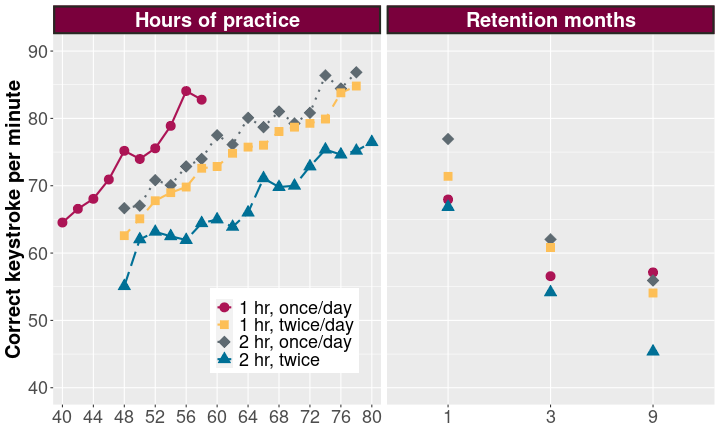 Hours of practice
Retention months
Correct keystroke per minute
90
80
70
60
50
40
1 hr, once/day
1 hr, twice/day
2 hr, once/day
2 hr, twice
40 44 48 52 56 60 64 68 72 76 80
1 3 9